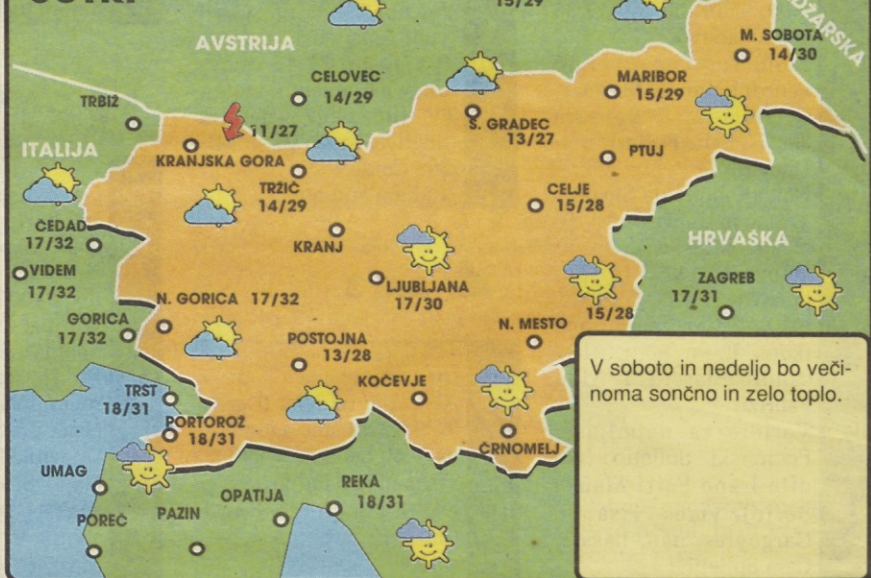 15/29
AVSTRIJA
M. SOBOTA
14/30
CELOVEC
14/29
MARIBOR
15/29
TRBIŽ
11/27
Š. GRADEC
13/27
ITALIJA
KRANJSKA GORA
PTUJ
TRŽIČ
14/29
CELJE
15/28
ČEDAD
17/32
KRANJ
HRVAŠKA
VIDEM
17/32
LJUBLJANA
17/30
ZAGREB
17/31
N. GORICA 17/32
15/28
GORICA
17/32
N. MESTO
POSTOJNA
13/28
KOČEVJE
V soboto in nedeljo bo veči-
noma sončno in zelo toplo.
TRST
18/31
PORTOROŽ
18/31
ČRNOMELJ
UMAG
OPATIJA
REKA
18/31
POREČ
PAZIN